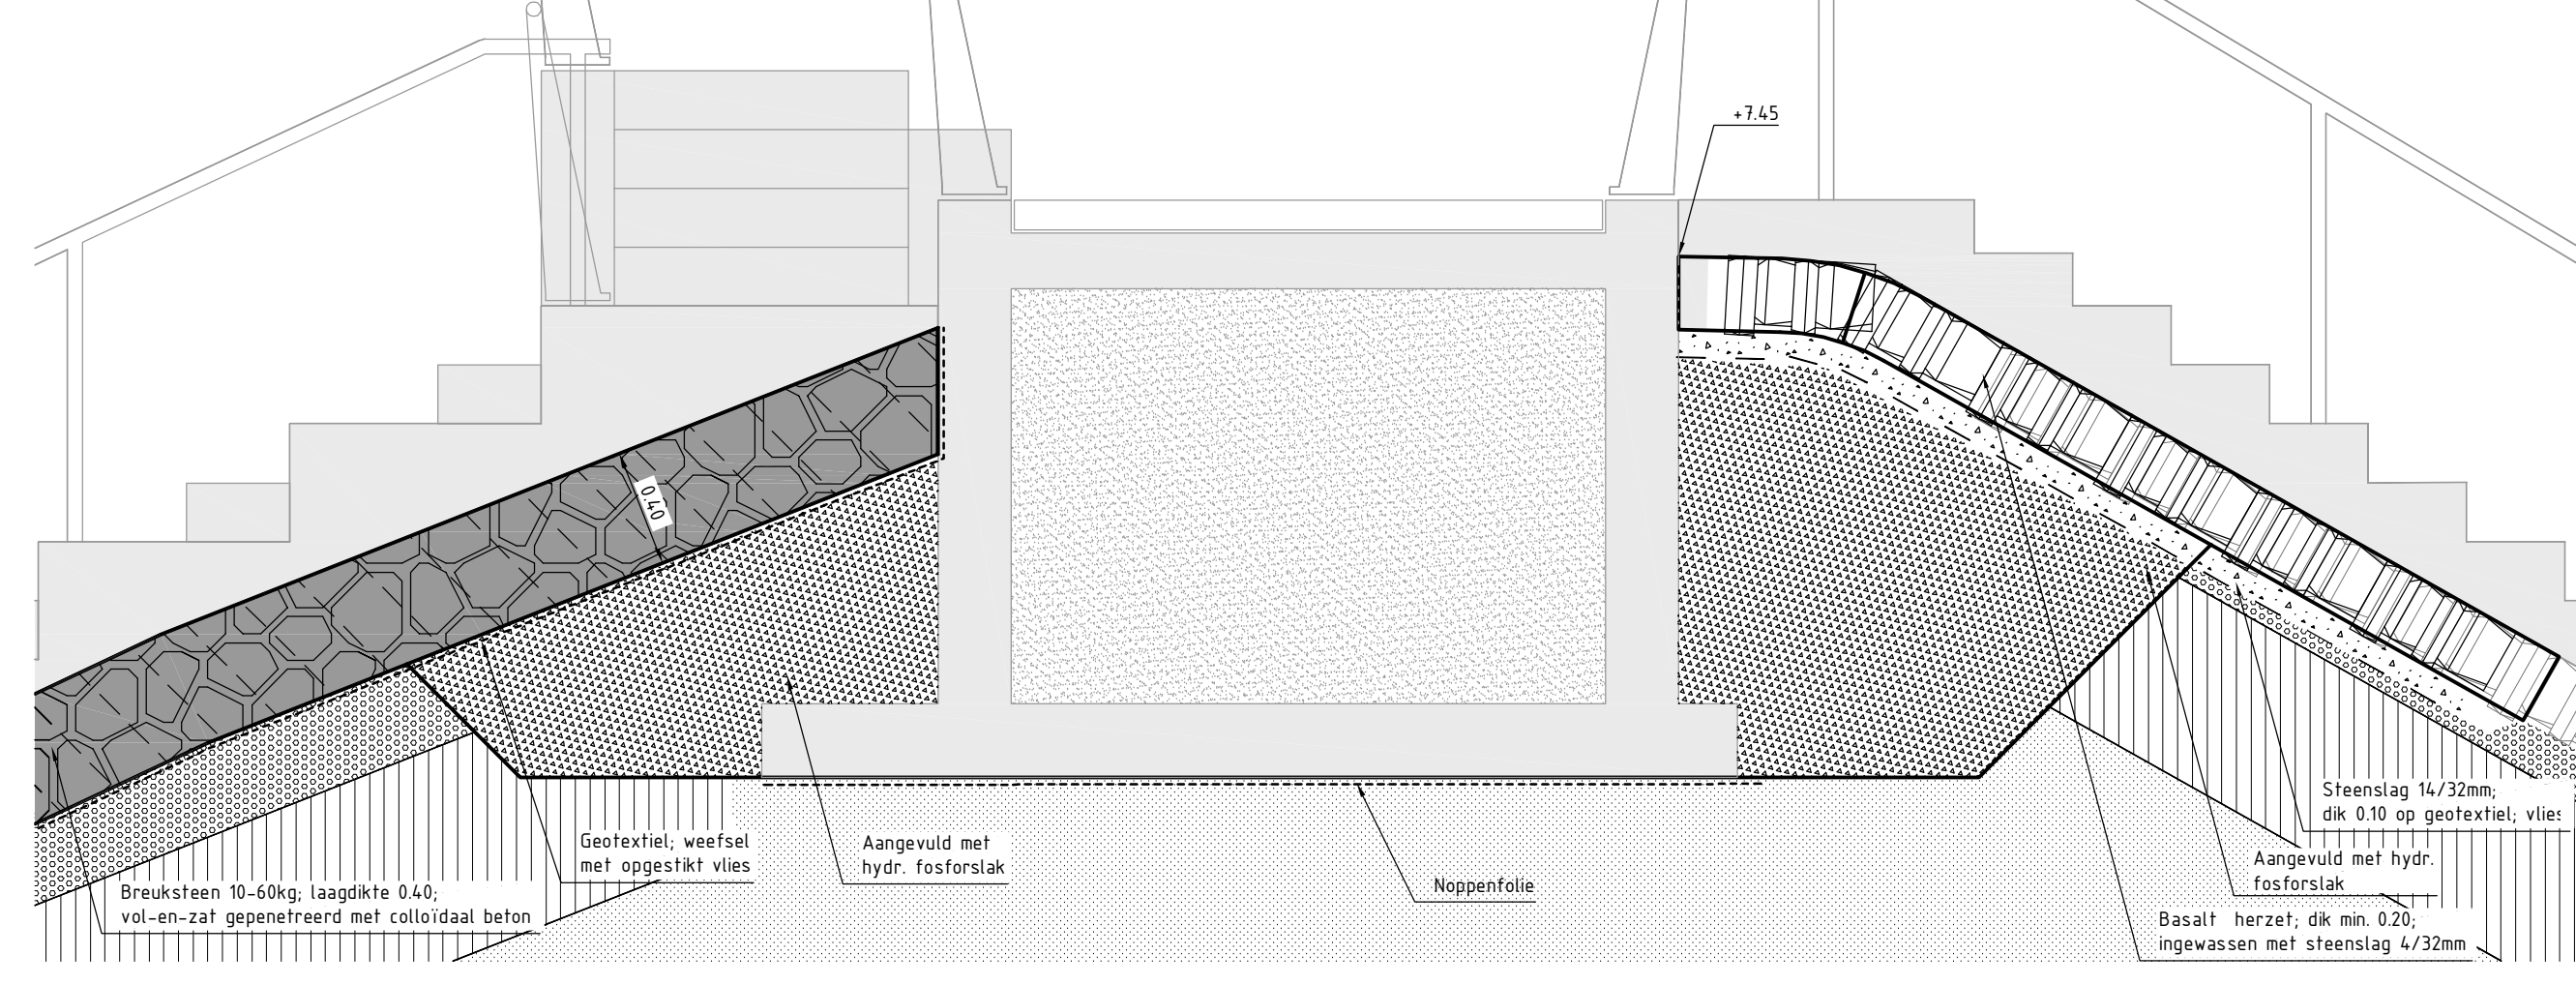 +7.45
0.40
Steenslag 14/32mm;
dik 0.10 op geotextiel; vlies
Geotextiel; weefsel
met opgestikt vlies
Aangevuld met
hydr. fosforslak
Aangevuld met hydr.
fosforslak
Noppenfolie
Breuksteen 10-60kg; laagdikte 0.40;
vol-en-zat gepenetreerd met colloïdaal beton
Basalt herzet; dik min. 0.20;
ingewassen met steenslag 4/32mm